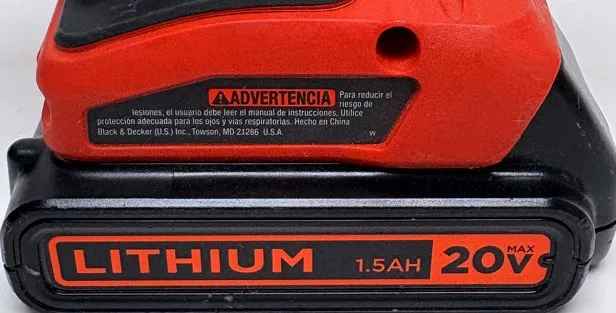 ADVERTENCIA Para reducir el
riesgo de
lesiones, el usuario debe leer el manual de instrucciones. Utilice
protección adecuada para los ojos y vías respiratorias. Hecho en China
Black & Decker (U.S.) Inc., Towson, MD 21286 U.S.A.
W
LITHIUM 1.5AH 20V MAX